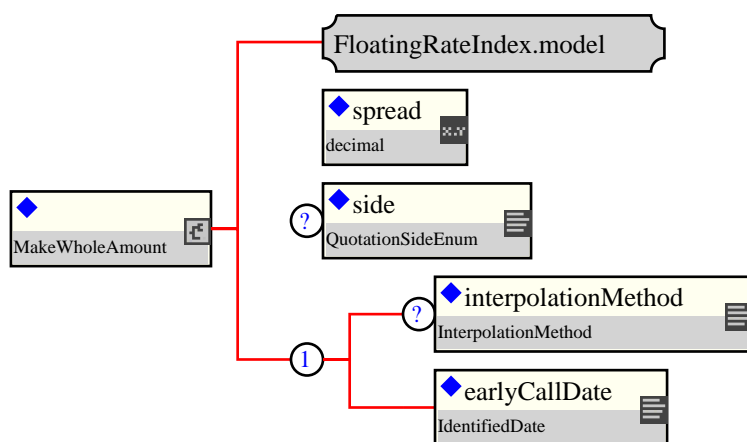 FloatingRateIndex.model
spread
x.y
decimal
MakeWholeAmount
?
side
QuotationSideEnum
?
interpolationMethod
InterpolationMethod
1
earlyCallDate
IdentifiedDate